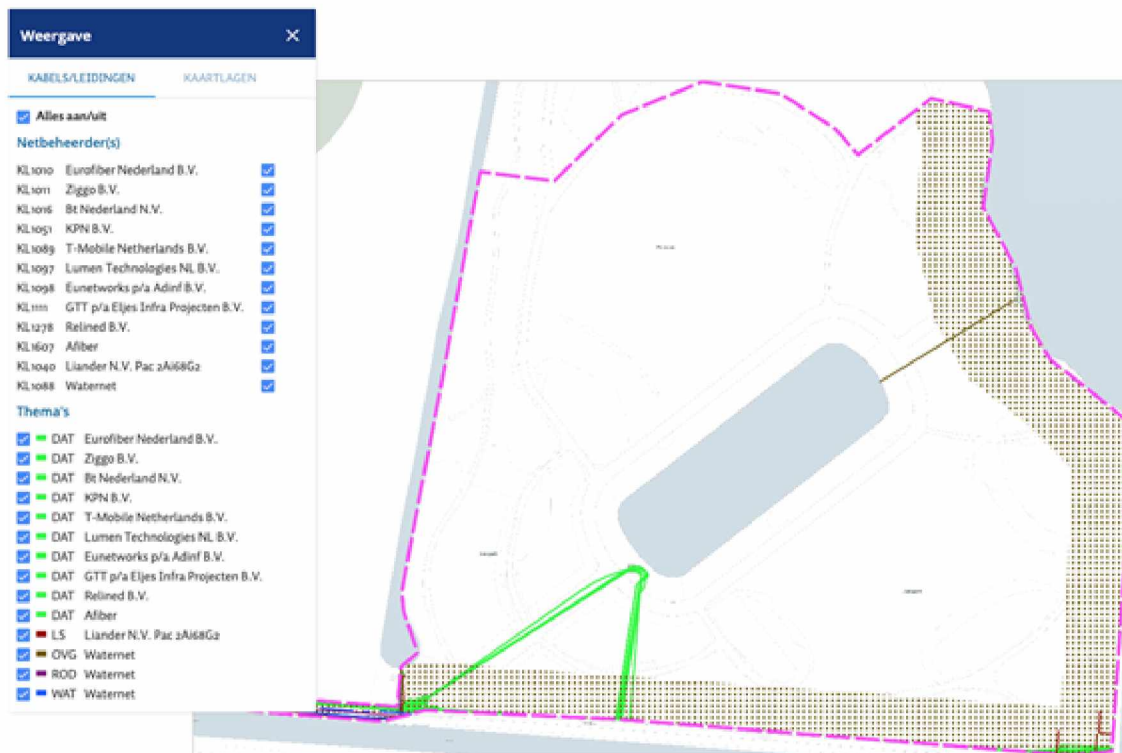 Weergave
KABELS/LEIDINGEN KAARTLAGEN
Alles aan/uit
Netbeheerder(s)
KL1010 Eurofiber Nederland B.V.
KL1011 Ziggo B.V.
KL1016 Bt Nederland N.V.
KL1051 KPN B.V.
KL1089 T-Mobile Netherlands B.V.
KL1097 Lumen Technologies NL B.V.
KL1098 Eunetworks p/a Adinf B.V.
KL1111 GTT p/a Eljes Infra Projecten B.V.
KL1278 Relined B.V.
KL1607 Afiber
KL1040 Liander N.V. Pac 2Ai68G2
KL1088 Waternet
Thema's
DAT Eurofiber Nederland B.V.
DAT Ziggo B.V.
DAT Bt Nederland N.V.
DAT KPN B.V.
DAT T-Mobile Netherlands B.V.
DAT Lumen Technologies NL B.V.
DAT Eunetworks p/a Adinf B.V.
DAT GTT p/a Eljes Infra Projecten B.V.
DAT Relined B.V.
DAT Afiber
LS Liander N.V. Pac 2Ai68G2
OVG Waternet
ROD Waternet
WAT Waternet